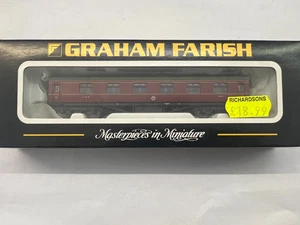 GRAHAM FARISH
RICHARDSONS
£18.99
Masterpieces in Miniature